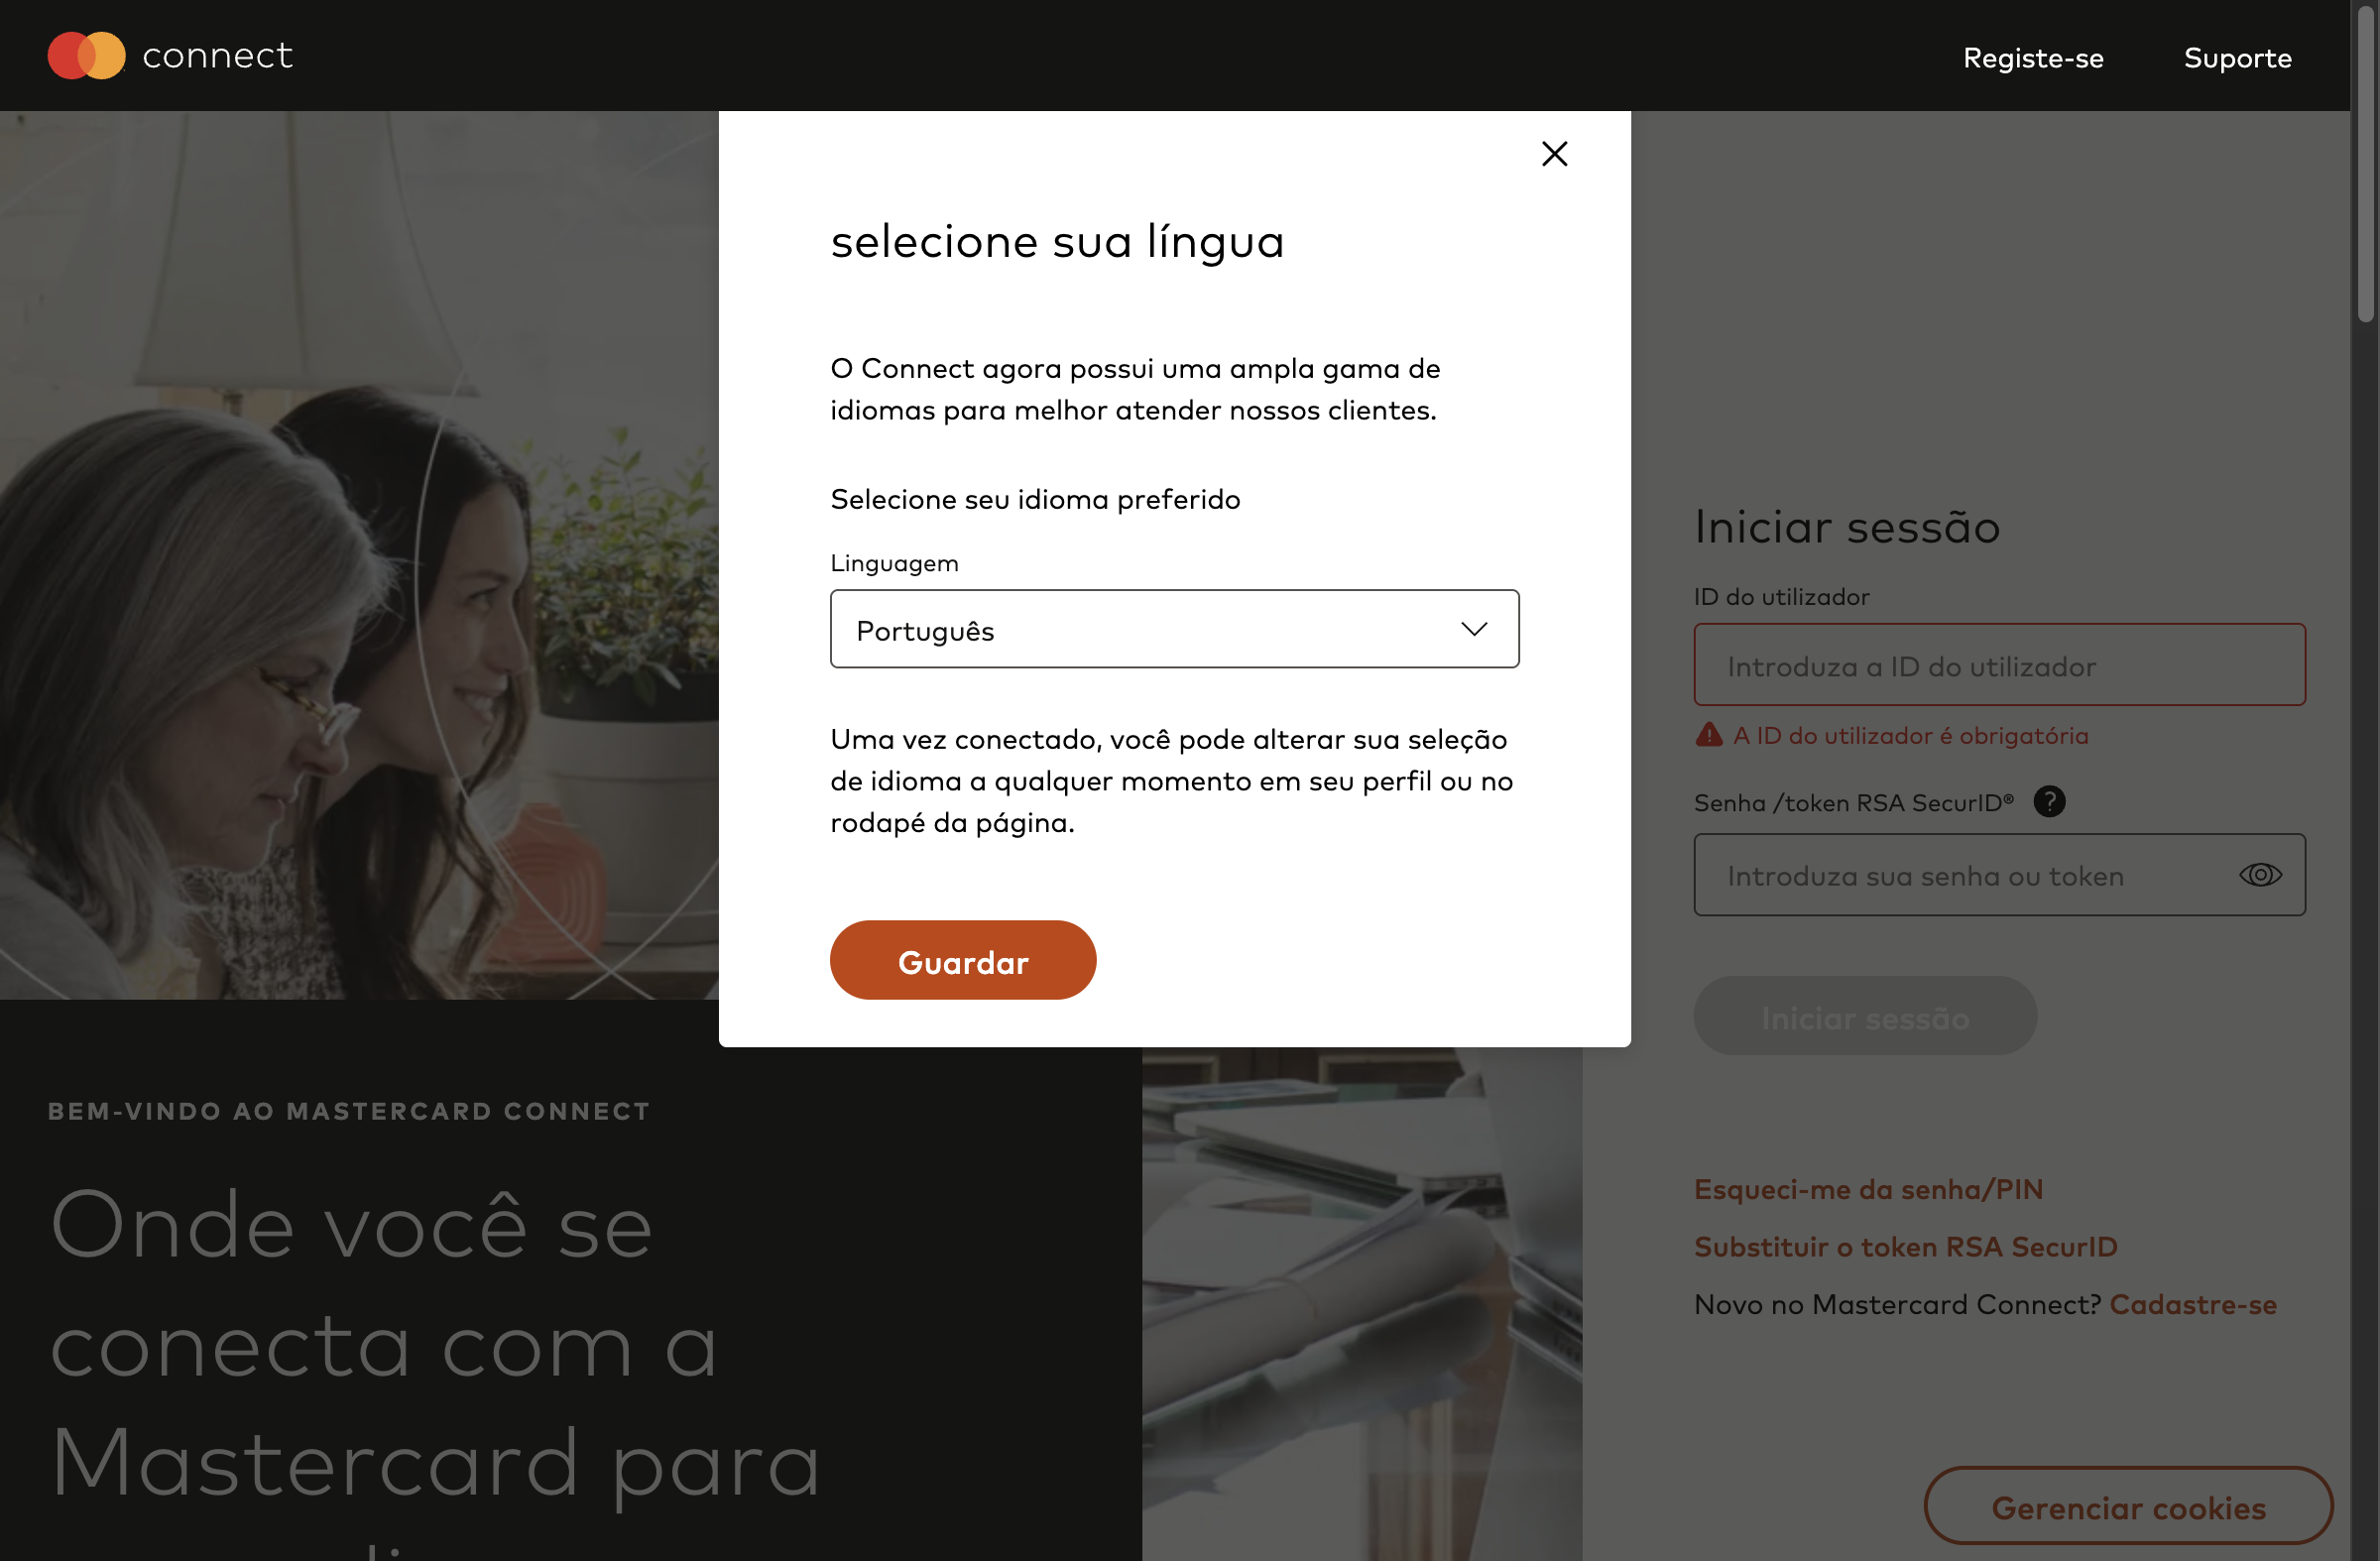 connect
Registe-se
Suporte
selecione sua língua
O Connect agora possui uma ampla gama de
idiomas para melhor atender nossos clientes.
Selecione seu idioma preferido
Linguagem
Português
Uma vez conectado, você pode alterar sua seleção
de idioma a qualquer momento em seu perfil ou no
rodapé da página.
Guardar
Iniciar sessão
ID do utilizador
Introduza a ID do utilizador
A ID do utilizador é obrigatória
Senha /token RSA SecurID®
Introduza sua senha ou token
Iniciar sessão
Esqueci-me da senha/PIN
Substituir o token RSA SecurID
Novo no Mastercard Connect? Cadastre-se
Gerenciar cookies
BEM-VINDO AO MASTERCARD CONNECT
Onde você se
conecta com a
Mastercard para